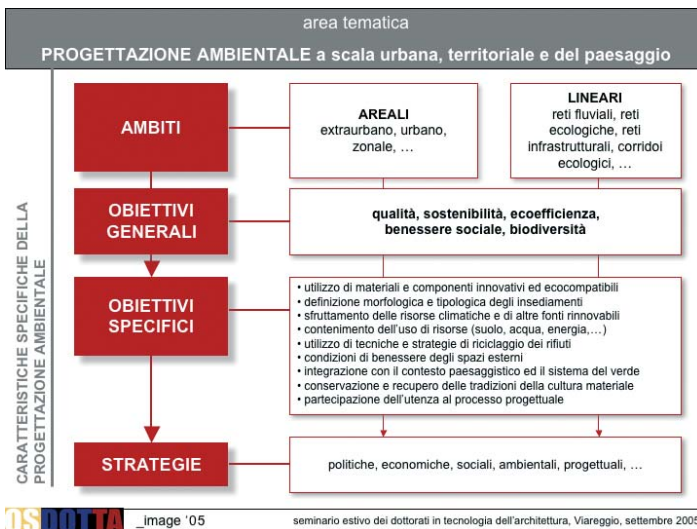 area tematica
PROGETTAZIONE AMBIENTALE a scala urbana, territoriale e del paesaggio
CARATTERISTICHE SPECIFICHE DELLA
PROGETTAZIONE AMBIENTALE
AMBITI
AREALI
extraurbano, urbano,
zonale, ...
LINEARI
reti fluviali, reti
ecologiche, reti
infrastrutturali, corridoi
ecologici, ...
OBIETTIVI
GENERALI
qualità, sostenibilità, ecoefficienza,
benessere sociale, biodiversità
OBIETTIVI
SPECIFICI
• utilizzo di materiali e componenti innovativi ed ecocompatibili
• definizione morfologica e tipologica degli insediamenti
• sfruttamento delle risorse climatiche e di altre fonti rinnovabili
• contenimento dell'uso di risorse (suolo, acqua, energia,...)
• utilizzo di tecniche e strategie di riciclaggio dei rifiuti
• condizioni di benessere degli spazi esterni
• integrazione con il contesto paesaggistico ed il sistema del verde
• conservazione e recupero delle tradizioni della cultura materiale
• partecipazione dell'utenza al processo progettuale
STRATEGIE
politiche, economiche, sociali, ambientali, progettuali, ...
OSDOTTA _image '05 seminario estivo dei dottorati in tecnologia dell'architettura, Viareggio, settembre 2005